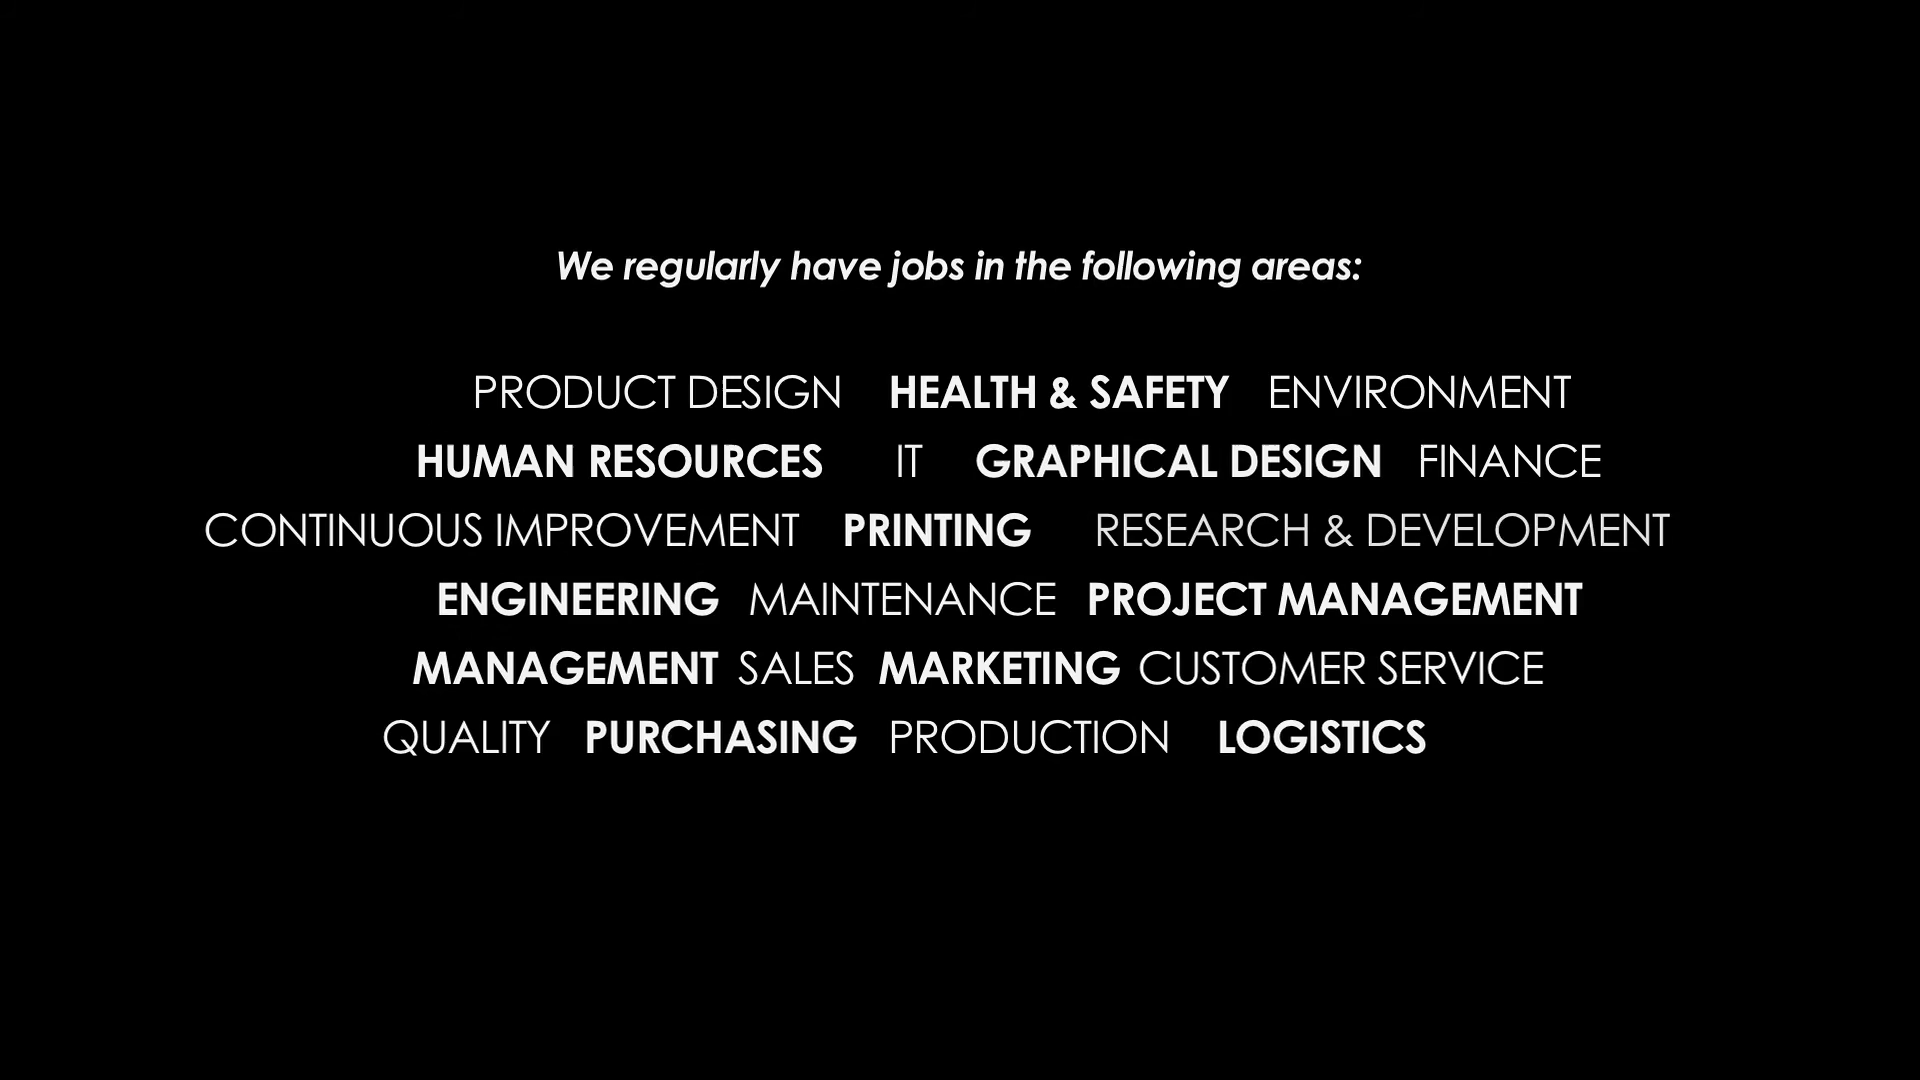 We regularly have jobs in the following areas:
PRODUCT DESIGN HEALTH & SAFETY ENVIRONMENT
HUMAN RESOURCES IT GRAPHICAL DESIGN FINANCE
CONTINUOUS IMPROVEMENT PRINTING RESEARCH & DEVELOPMENT
ENGINEERING MAINTENANCE PROJECT MANAGEMENT
MANAGEMENT SALES MARKETING CUSTOMER SERVICE
QUALITY PURCHASING PRODUCTION LOGISTICS